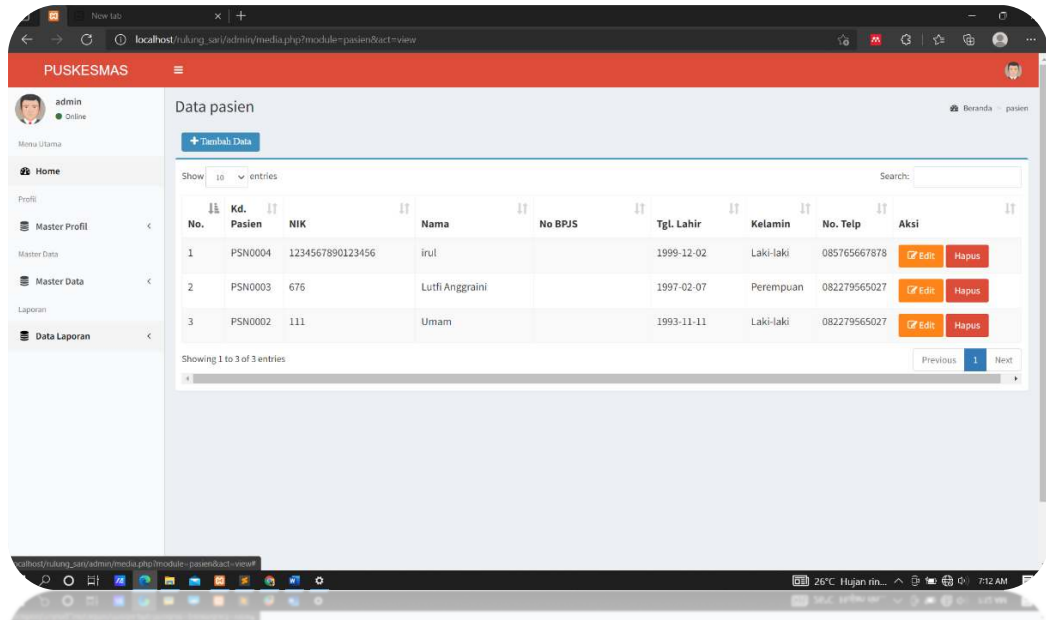 New tab
localhost/rulung_sari/admin/media.php?module=pasien&act=view
PUSKESMAS
admin
Online
Menu Utama
Home
Profil
Master Profil
Master Data
Master Data
Laporan
Data Laporan
Data pasien
Beranda pasien
Tambah Data
Show 10 entries
Search:
No. Kd. Pasien NIK Nama No BPJS Tgl. Lahir Kelamin No. Telp Aksi
1 PSN0004 1234567890123456 irul 1999-12-02 Laki-laki 085765667878 Edit Hapus
2 PSN0003 676 Lutfi Anggraini 1997-02-07 Perempuan 082279565027 Edit Hapus
3 PSN0002 111 Umam 1993-11-11 Laki-laki 082279565027 Edit Hapus
Showing 1 to 3 of 3 entries
Previous 1 Next
ocalhost/rulung_sari/admin/media.php?module=pasien&act=view#
26°C Hujan rin... 7:12 AM